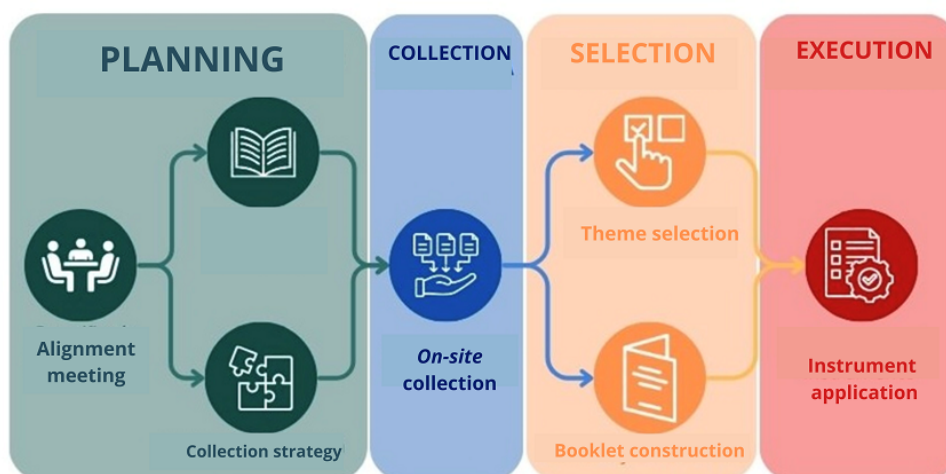 PLANNING
COLLECTION
SELECTION
EXECUTION
Theme selection
Alignment
meeting
On-site
collection
Instrument
application
Collection strategy
Booklet construction